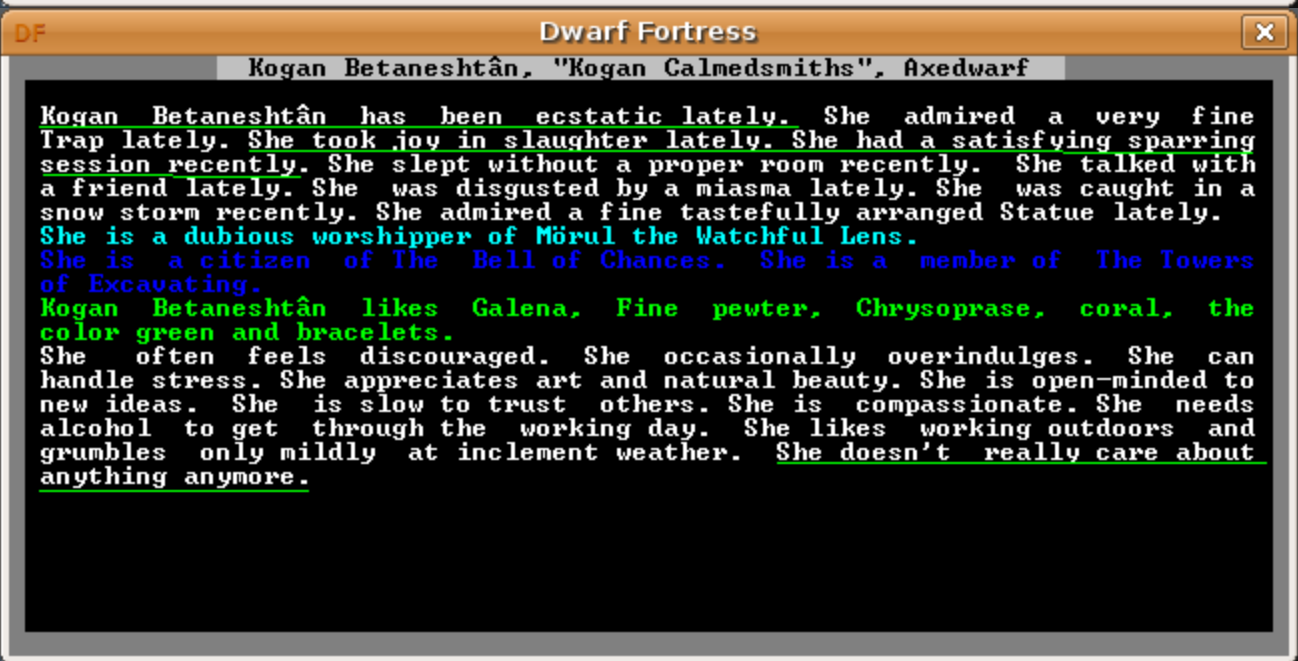 DF
Dwarf Fortress
Kogan Betaneshtân, "Kogan Calmedsmiths", Axedwarf
Kogan Betaneshtân has been ecstatic lately. She admired a very fine
Trap lately. She took joy in slaughter lately. She had a satisfying sparring
session recently. She slept without a proper room recently. She talked with
a friend lately. She was disgusted by a miasma lately. She was caught in a
snow storm recently. She admired a fine tastefully arranged Statue lately.
She is a dubious worshipper of Mörul the Watchful Lens.
She is a citizen of The Bell of Chances. She is a member of The Towers
of Excavating.
Kogan Betaneshtân likes Galena, Fine pewter, Chrysoprase, coral, the
color green and bracelets.
She often feels discouraged. She occasionally overindulges. She can
handle stress. She appreciates art and natural beauty. She is open-minded to
new ideas. She is slow to trust others. She is compassionate. She needs
alcohol to get through the working day. She likes working outdoors and
grumbles only mildly at inclement weather. She doesn't really care about
anything anymore.